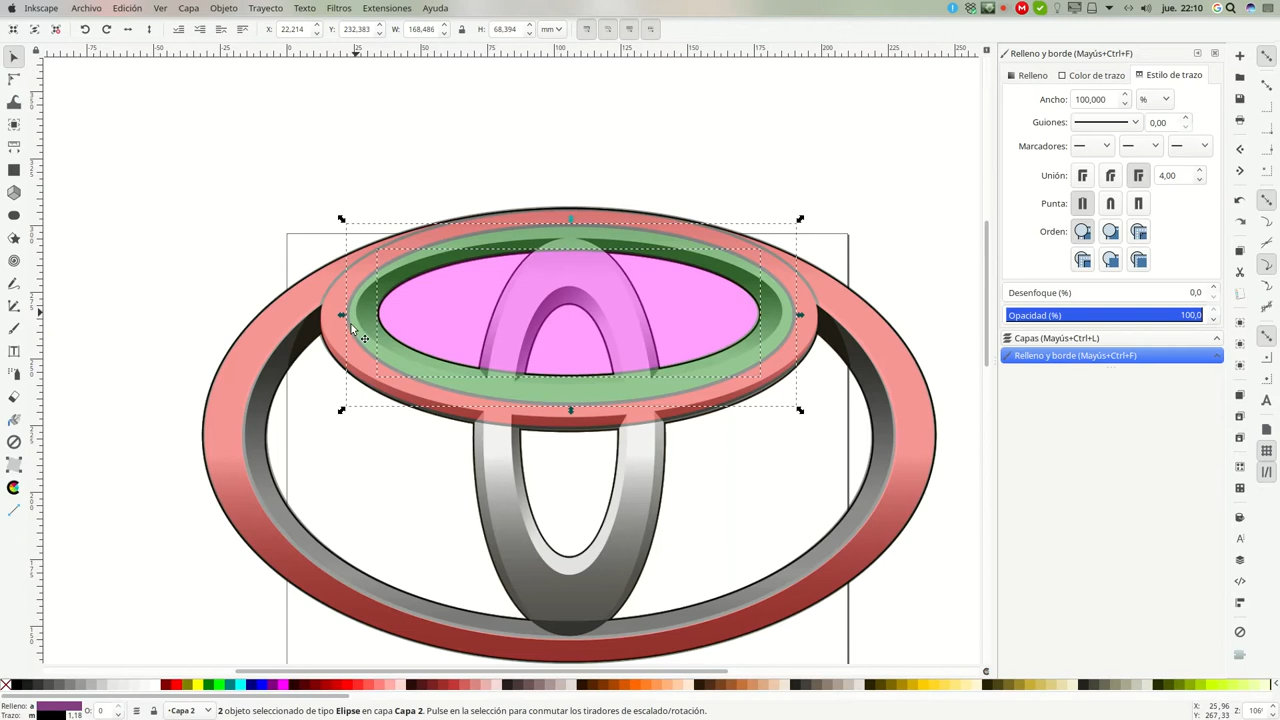 Inkscape Archivo Edición Ver Capa Objeto Trayecto Texto Filtros Extensiones Ayuda jue. 22:10
X: 22,214 Y: 232,383 W: 168,486 H: 68,394 mm
Relleno y borde (Mayús+Ctrl+F)
Relleno Color de trazo Estilo de trazo
Ancho: 100,000 %
Guiones: 0,00
Marcadores:
Unión: 4,00
Punta:
Orden:
Desenfoque (%) 0,0
Opacidad (%) 100,0
Capas (Mayús+Ctrl+L)
Relleno y borde (Mayús+Ctrl+F)
Relleno: a
Trazo: m 1,18
O: 0
•Capa 2
2 objeto seleccionado de tipo Elipse en capa Capa 2. Pulse en la selección para conmutar los tiradores de escalado/rotación.
X: 25,96
Y: 267,33
Z: 106